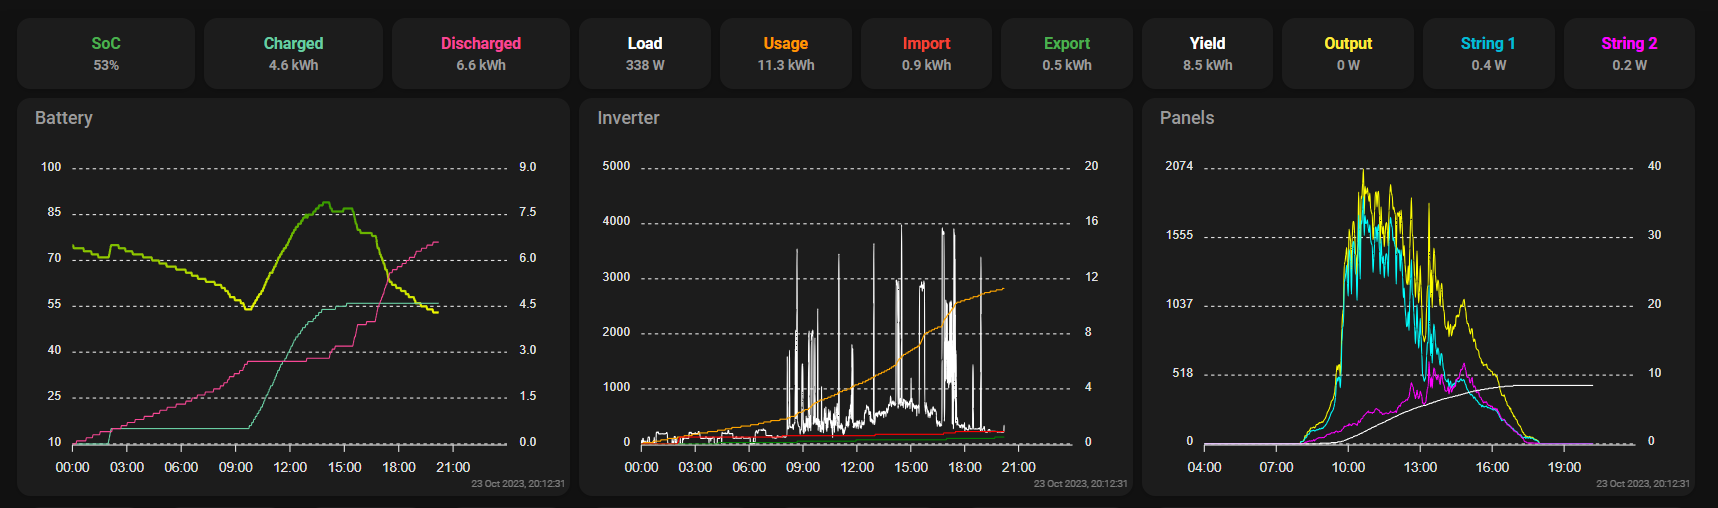 SoC
53%
Charged
4.6 kWh
Discharged
6.6 kWh
Load
338 W
Usage
11.3 kWh
Import
0.9 kWh
Export
0.5 kWh
Yield
8.5 kWh
Output
0 W
String 1
0.4 W
String 2
0.2 W
Battery
100 9.0
85 7.5
70 6.0
55 4.5
40 3.0
25 1.5
10 0.0
00:00 03:00 06:00 09:00 12:00 15:00 18:00 21:00
23 Oct 2023, 20:12:31
Inverter
5000 20
4000 16
3000 12
2000 8
1000 4
0 0
00:00 03:00 06:00 09:00 12:00 15:00 18:00 21:00
23 Oct 2023, 20:12:31
Panels
2074 40
1555 30
1037 20
518 10
0 0
04:00 07:00 10:00 13:00 16:00 19:00
23 Oct 2023, 20:12:31